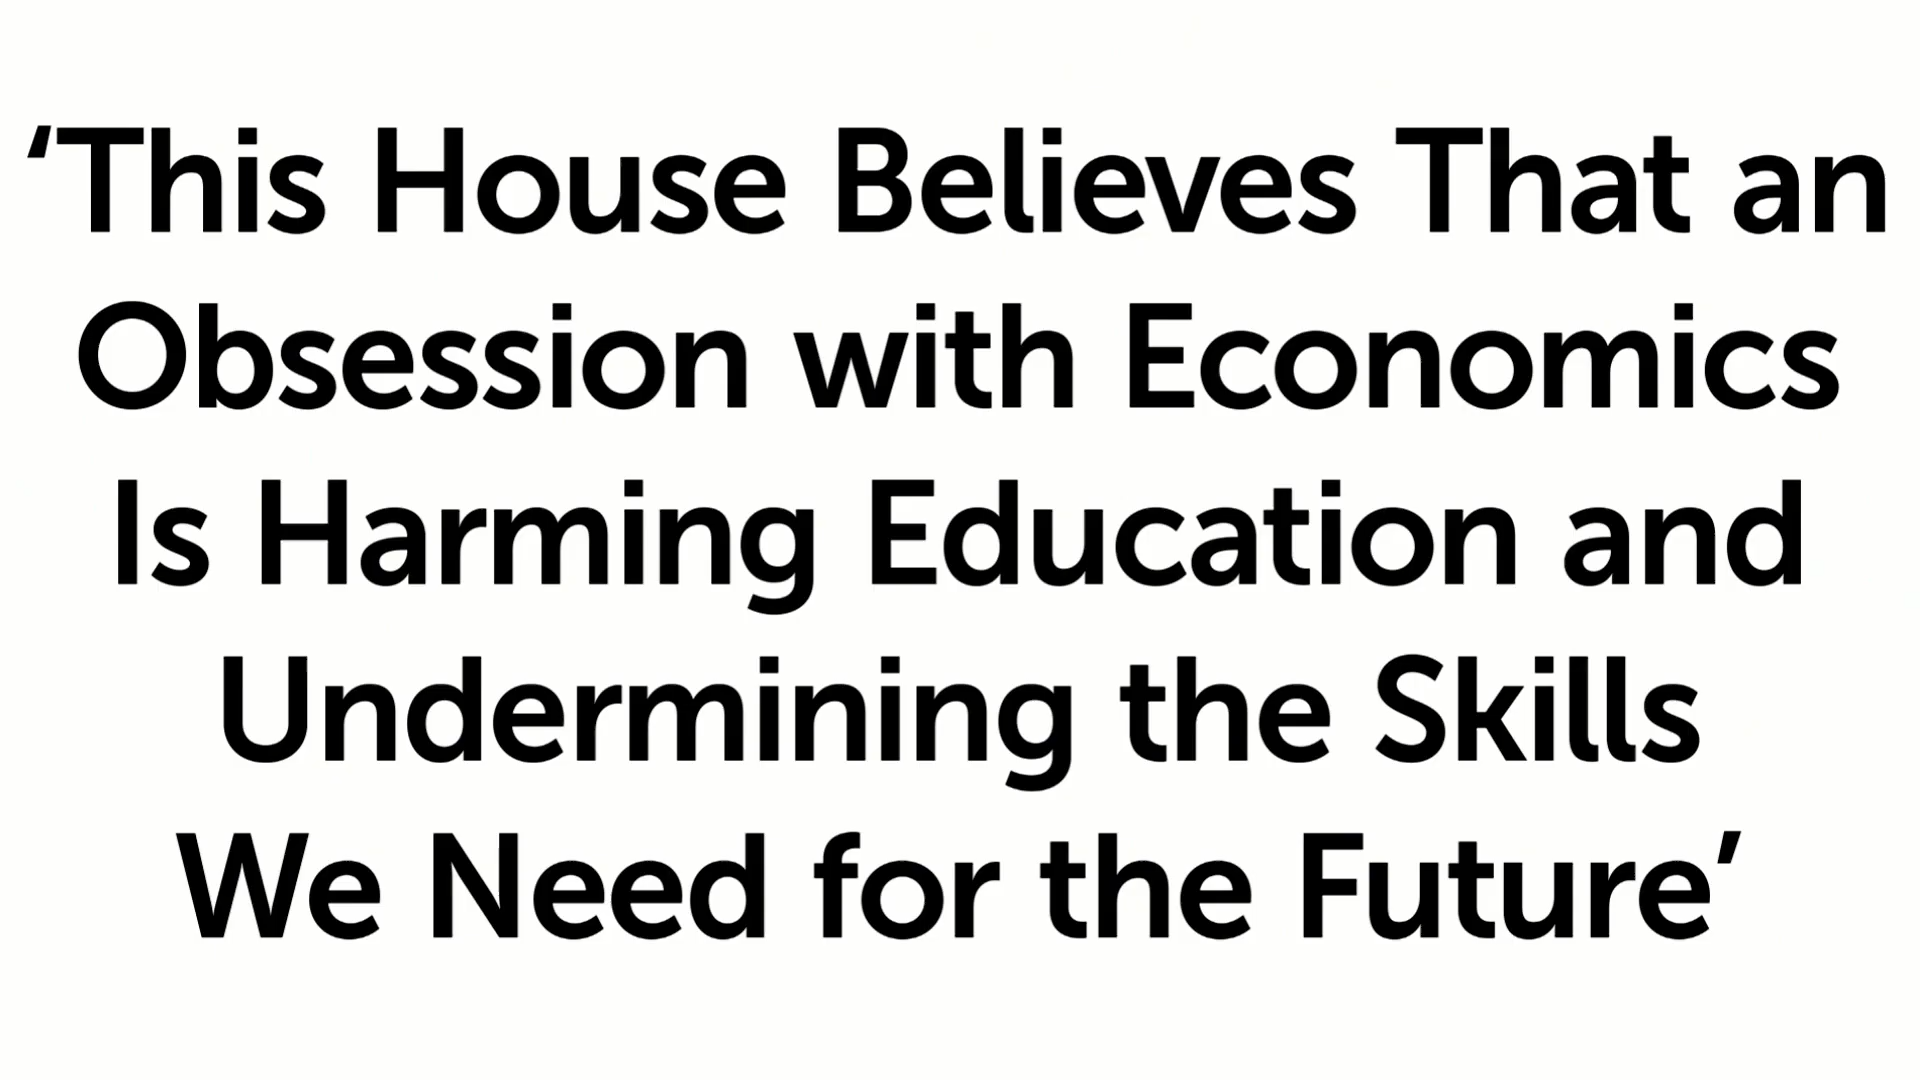 ‘This House Believes That an
Obsession with Economics
Is Harming Education and
Undermining the Skills
We Need for the Future’